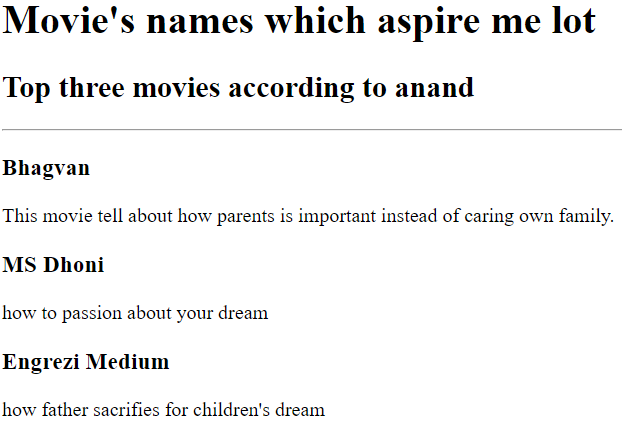 Movie's names which aspire me lot
Top three movies according to anand
Bhagvan
This movie tell about how parents is important instead of caring own family.
MS Dhoni
how to passion about your dream
Engrezi Medium
how father sacrifies for children's dream